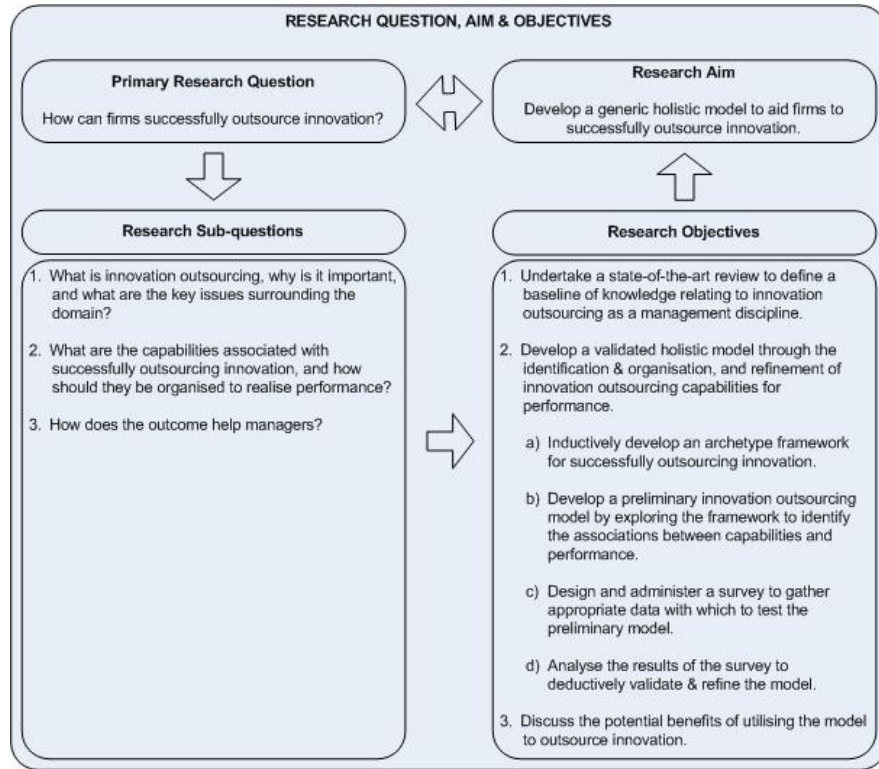 RESEARCH QUESTION, AIM & OBJECTIVES
Primary Research Question
How can firms successfully outsource innovation?
Research Aim
Develop a generic holistic model to aid firms to
successfully outsource innovation.
Research Sub-questions
1. What is innovation outsourcing, why is it important,
and what are the key issues surrounding the
domain?
2. What are the capabilities associated with
successfully outsourcing innovation, and how
should they be organised to realise performance?
3. How does the outcome help managers?
Research Objectives
1. Undertake a state-of-the-art review to define a
baseline of knowledge relating to innovation
outsourcing as a management discipline.
2. Develop a validated holistic model through the
identification & organisation, and refinement of
innovation outsourcing capabilities for
performance.
a) Inductively develop an archetype framework
for successfully outsourcing innovation.
b) Develop a preliminary innovation outsourcing
model by exploring the framework to identify
the associations between capabilities and
performance.
c) Design and administer a survey to gather
appropriate data with which to test the
preliminary model.
d) Analyse the results of the survey to
deductively validate & refine the model.
3. Discuss the potential benefits of utilising the model
to outsource innovation.